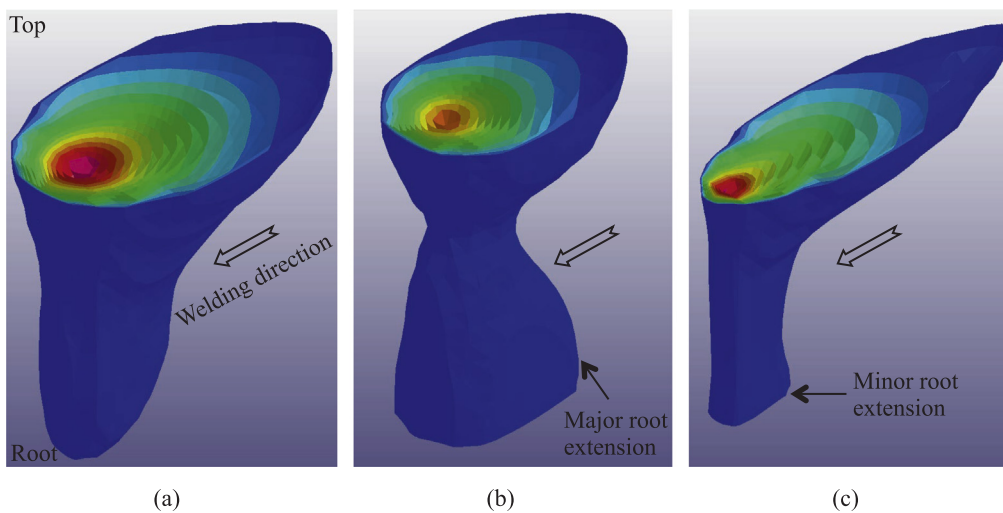 Top
Welding direction
Root
Major root
extension
Minor root
extension
(a)
(b)
(c)